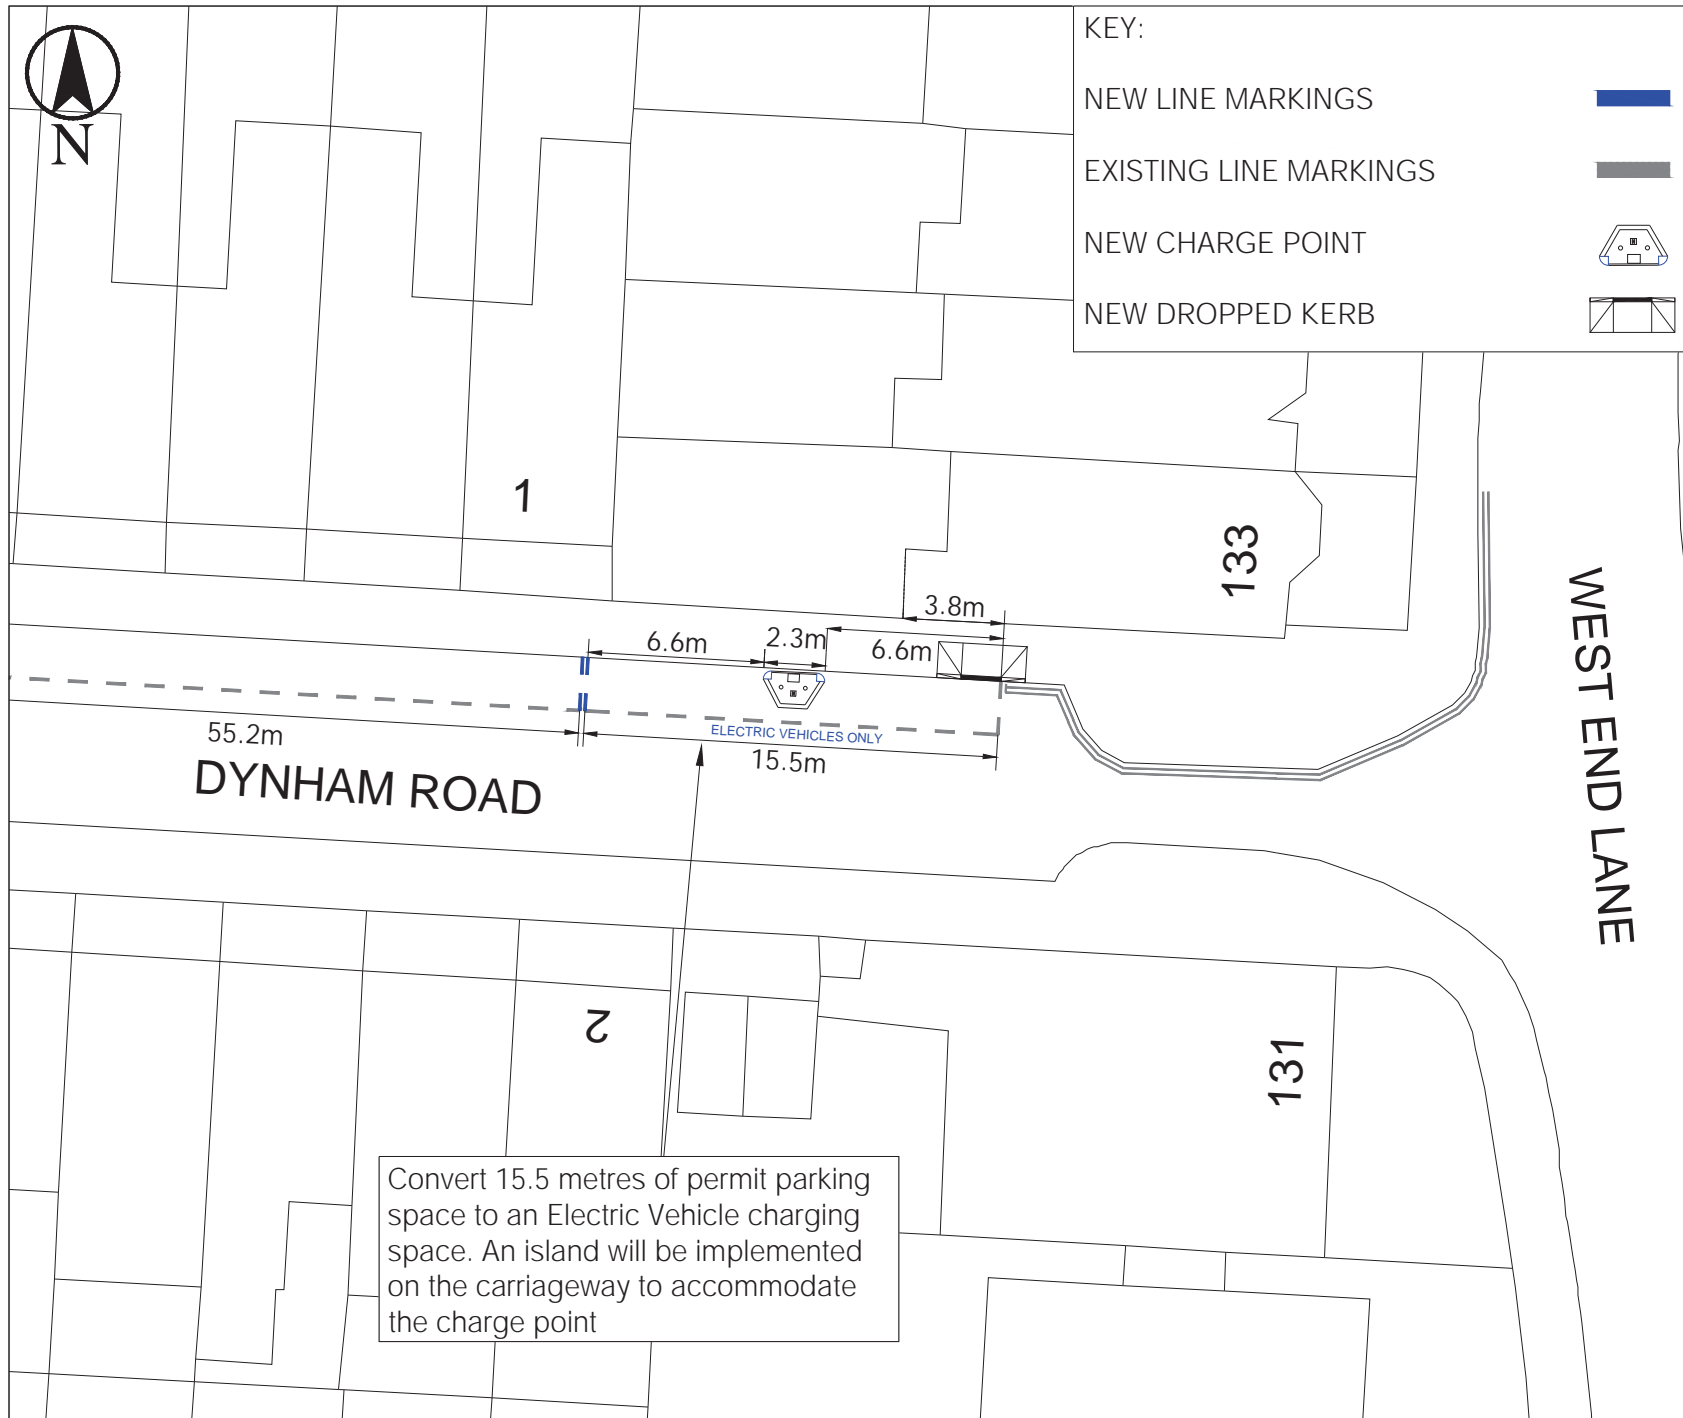 N
KEY:
NEW LINE MARKINGS
EXISTING LINE MARKINGS
NEW CHARGE POINT
NEW DROPPED KERB
1
133
3.8m
6.6m
2.3m
6.6m
WEST END LANE
55.2m
ELECTRIC VEHICLES ONLY
15.5m
DYNHAM ROAD
2
131
Convert 15.5 metres of permit parking
space to an Electric Vehicle charging
space. An island will be implemented
on the carriageway to accommodate
the charge point